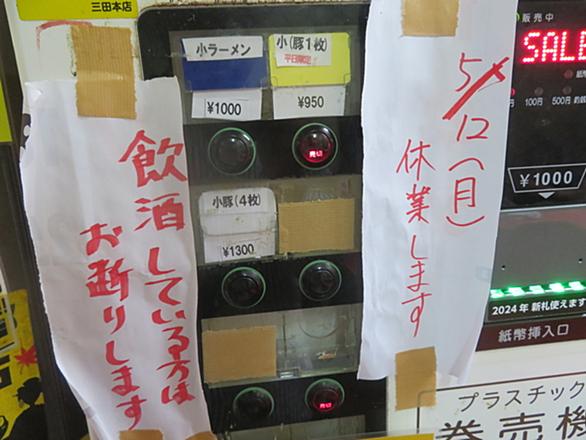 三田本店
小ラーメン
¥1000
小(豚1枚)
平日限定!
¥950
売切
小豚(4枚)
¥1300
売切
飲酒している方は
お断りします
5/12(月)
休業します
販売中
SALE
100円 500円
¥1000
2024年 新札使えます
紙幣挿入口
プラスチック
券売機